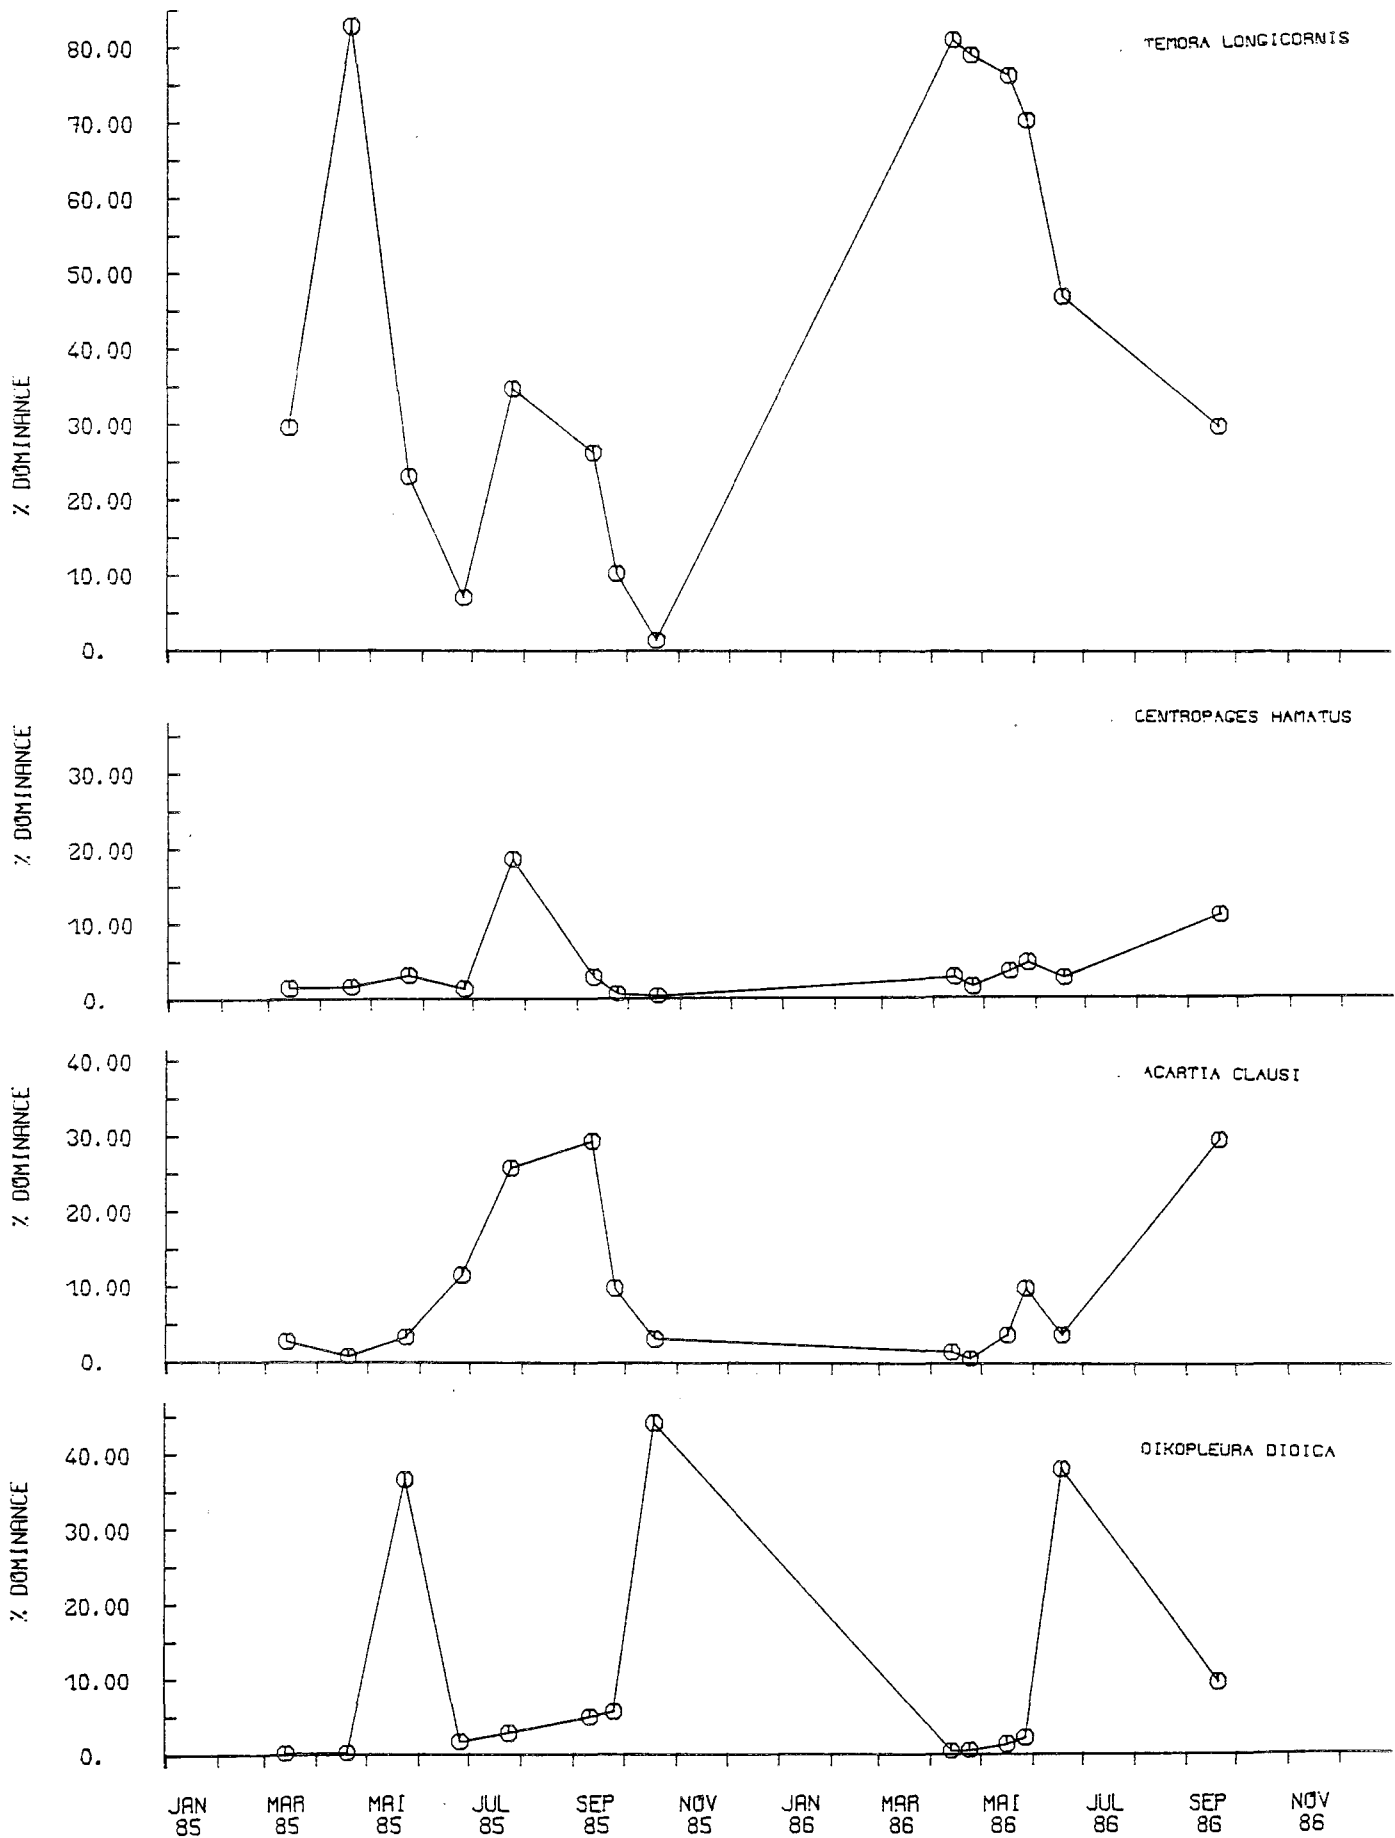 TEMORA LONGICORNIS
% DOMINANCE
80.00
70.00
60.00
50.00
40.00
30.00
20.00
10.00
0.
CENTROPAGES HAMATUS
% DOMINANCE
30.00
20.00
10.00
0.
ACARTIA CLAUSI
% DOMINANCE
40.00
30.00
20.00
10.00
0.
OIKOPLEURA DIOICA
% DOMINANCE
40.00
30.00
20.00
10.00
0.
JAN MAR MAI JUL SEP NOV JAN MAR MAI JUL SEP NOV
85 85 85 85 85 85 86 86 86 86 86 86